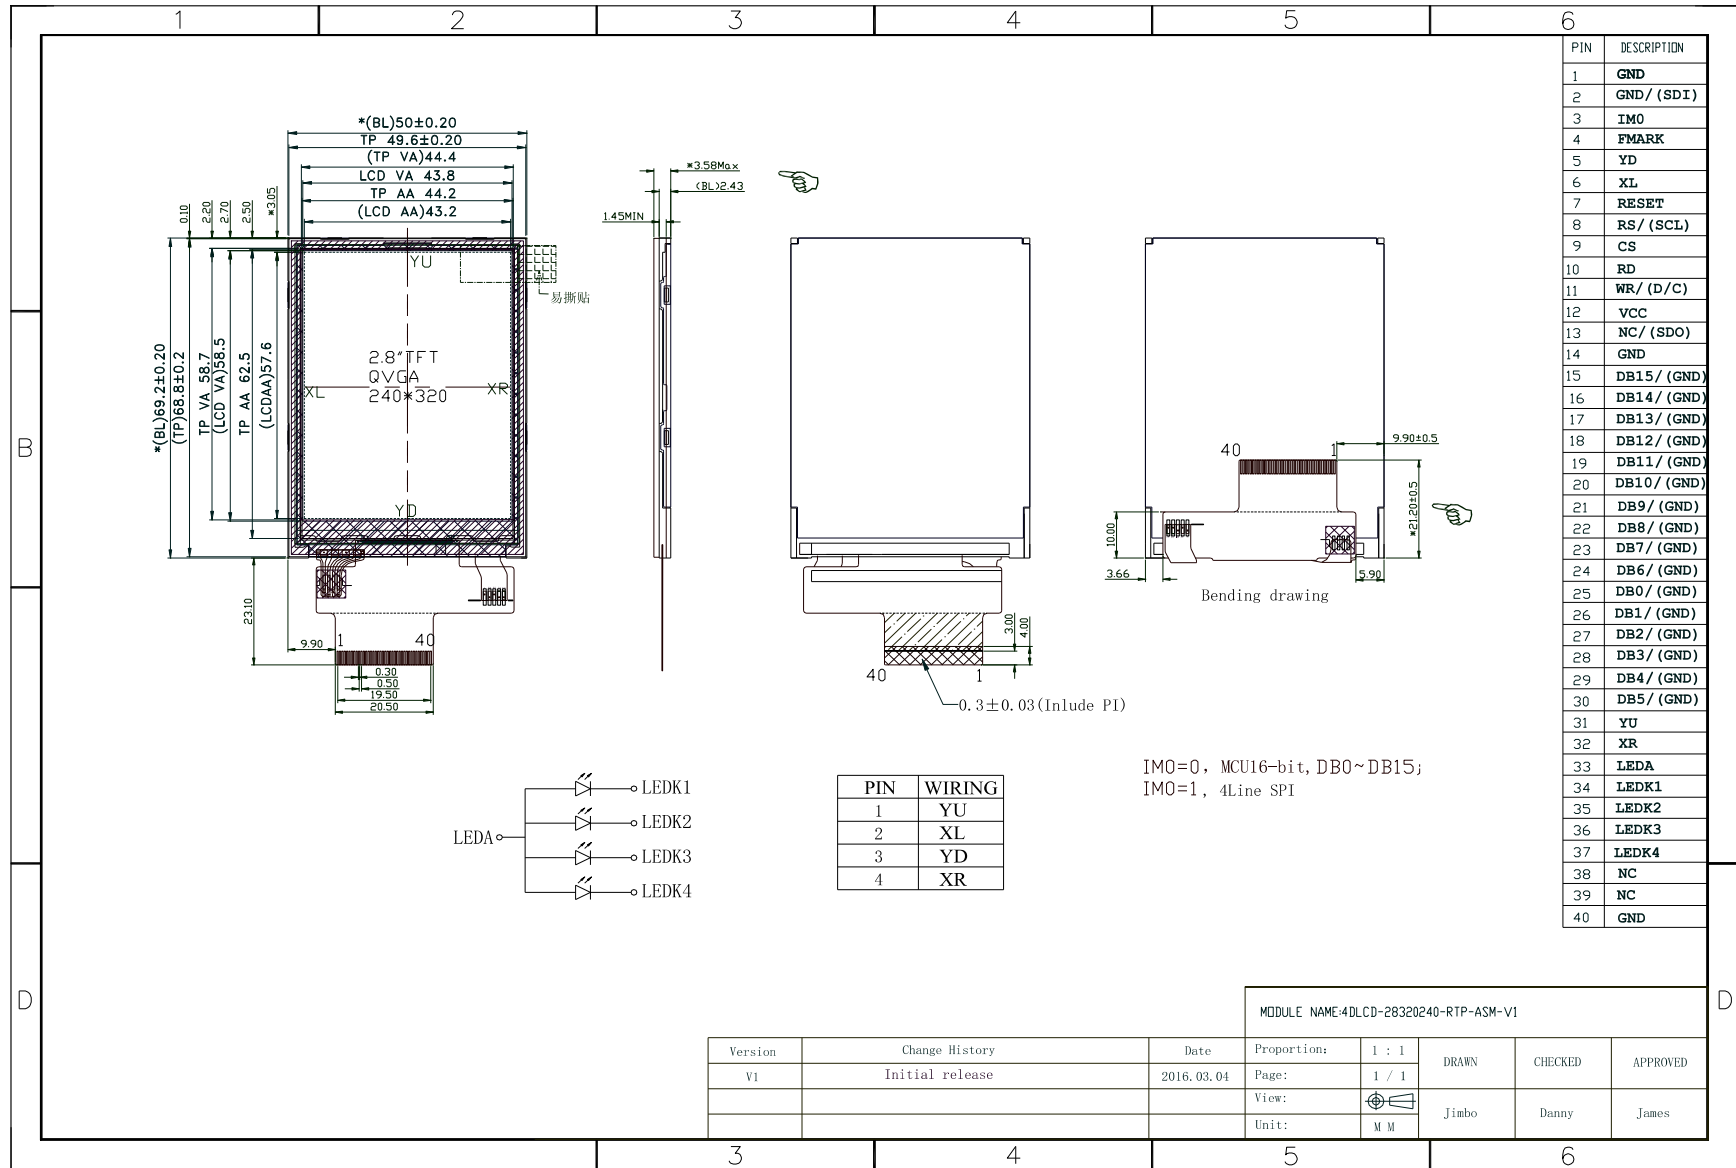 1 2 3 4 5 6
B
D
D
3 4 5 6
*(BL)50±0.20
TP 49.6±0.20
(TP VA)44.4
LCD VA 43.8
TP AA 44.2
(LCD AA)43.2
0.10
2.20
2.70
2.50
*3.05
*(BL)69.2±0.20
(TP)68.8±0.2
TP VA 58.7
(LCD VA)58.5
TP AA 62.5
(LCDAA)57.6
YU
易撕贴
2.8"TFT
QVGA
240*320
XL
XR
YD
23.10
9.90
1 40
0.30
0.50
19.50
20.50
*3.58Max
(BL)2.43
1.45MIN
3.00
4.00
40 1
0.3±0.03(Inlude PI)
40 1
9.90±0.5
*21.20±0.5
10.00
3.66
5.90
Bending drawing
LEDA
LEDK1
LEDK2
LEDK3
LEDK4
PIN WIRING
1 YU
2 XL
3 YD
4 XR
IM0=0, MCU16-bit, DB0~DB15;
IM0=1, 4Line SPI
PIN DESCRIPTION
1 GND
2 GND/(SDI)
3 IM0
4 FMARK
5 YD
6 XL
7 RESET
8 RS/(SCL)
9 CS
10 RD
11 WR/(D/C)
12 VCC
13 NC/(SDO)
14 GND
15 DB15/(GND)
16 DB14/(GND)
17 DB13/(GND)
18 DB12/(GND)
19 DB11/(GND)
20 DB10/(GND)
21 DB9/(GND)
22 DB8/(GND)
23 DB7/(GND)
24 DB6/(GND)
25 DB0/(GND)
26 DB1/(GND)
27 DB2/(GND)
28 DB3/(GND)
29 DB4/(GND)
30 DB5/(GND)
31 YU
32 XR
33 LEDA
34 LEDK1
35 LEDK2
36 LEDK3
37 LEDK4
38 NC
39 NC
40 GND
MODULE NAME:4DLCD-28320240-RTP-ASM-V1
Version Change History Date
V1 Initial release 2016.03.04
Proportion: 1 : 1
Page: 1 / 1
View:
Unit: M M
DRAWN CHECKED APPROVED
Jimbo Danny James